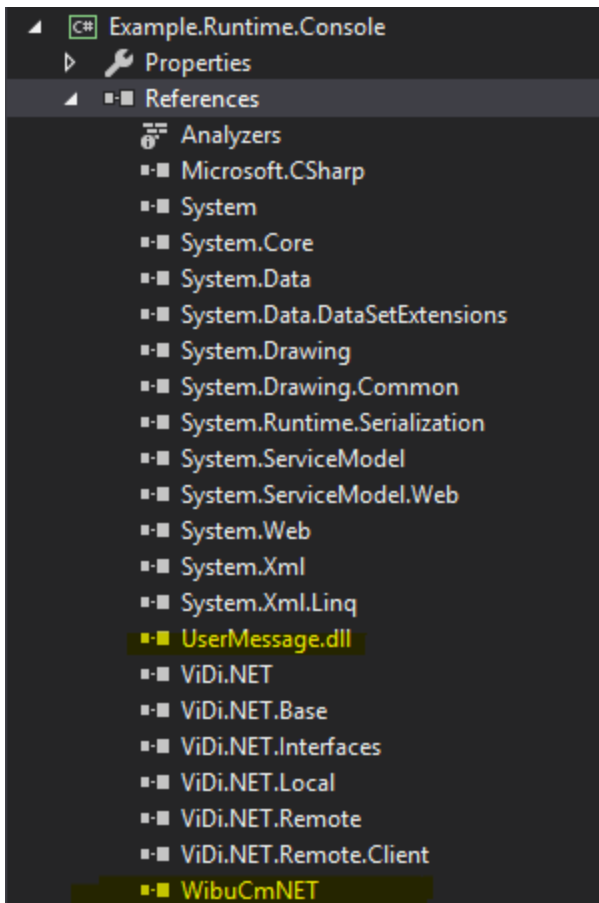 C# Example.Runtime.Console
Properties
References
Analyzers
Microsoft.CSharp
System
System.Core
System.Data
System.Data.DataSetExtensions
System.Drawing
System.Drawing.Common
System.Runtime.Serialization
System.ServiceModel
System.ServiceModel.Web
System.Web
System.Xml
System.Xml.Linq
UserMessage.dll
ViDi.NET
ViDi.NET.Base
ViDi.NET.Interfaces
ViDi.NET.Local
ViDi.NET.Remote
ViDi.NET.Remote.Client
WibuCmNET